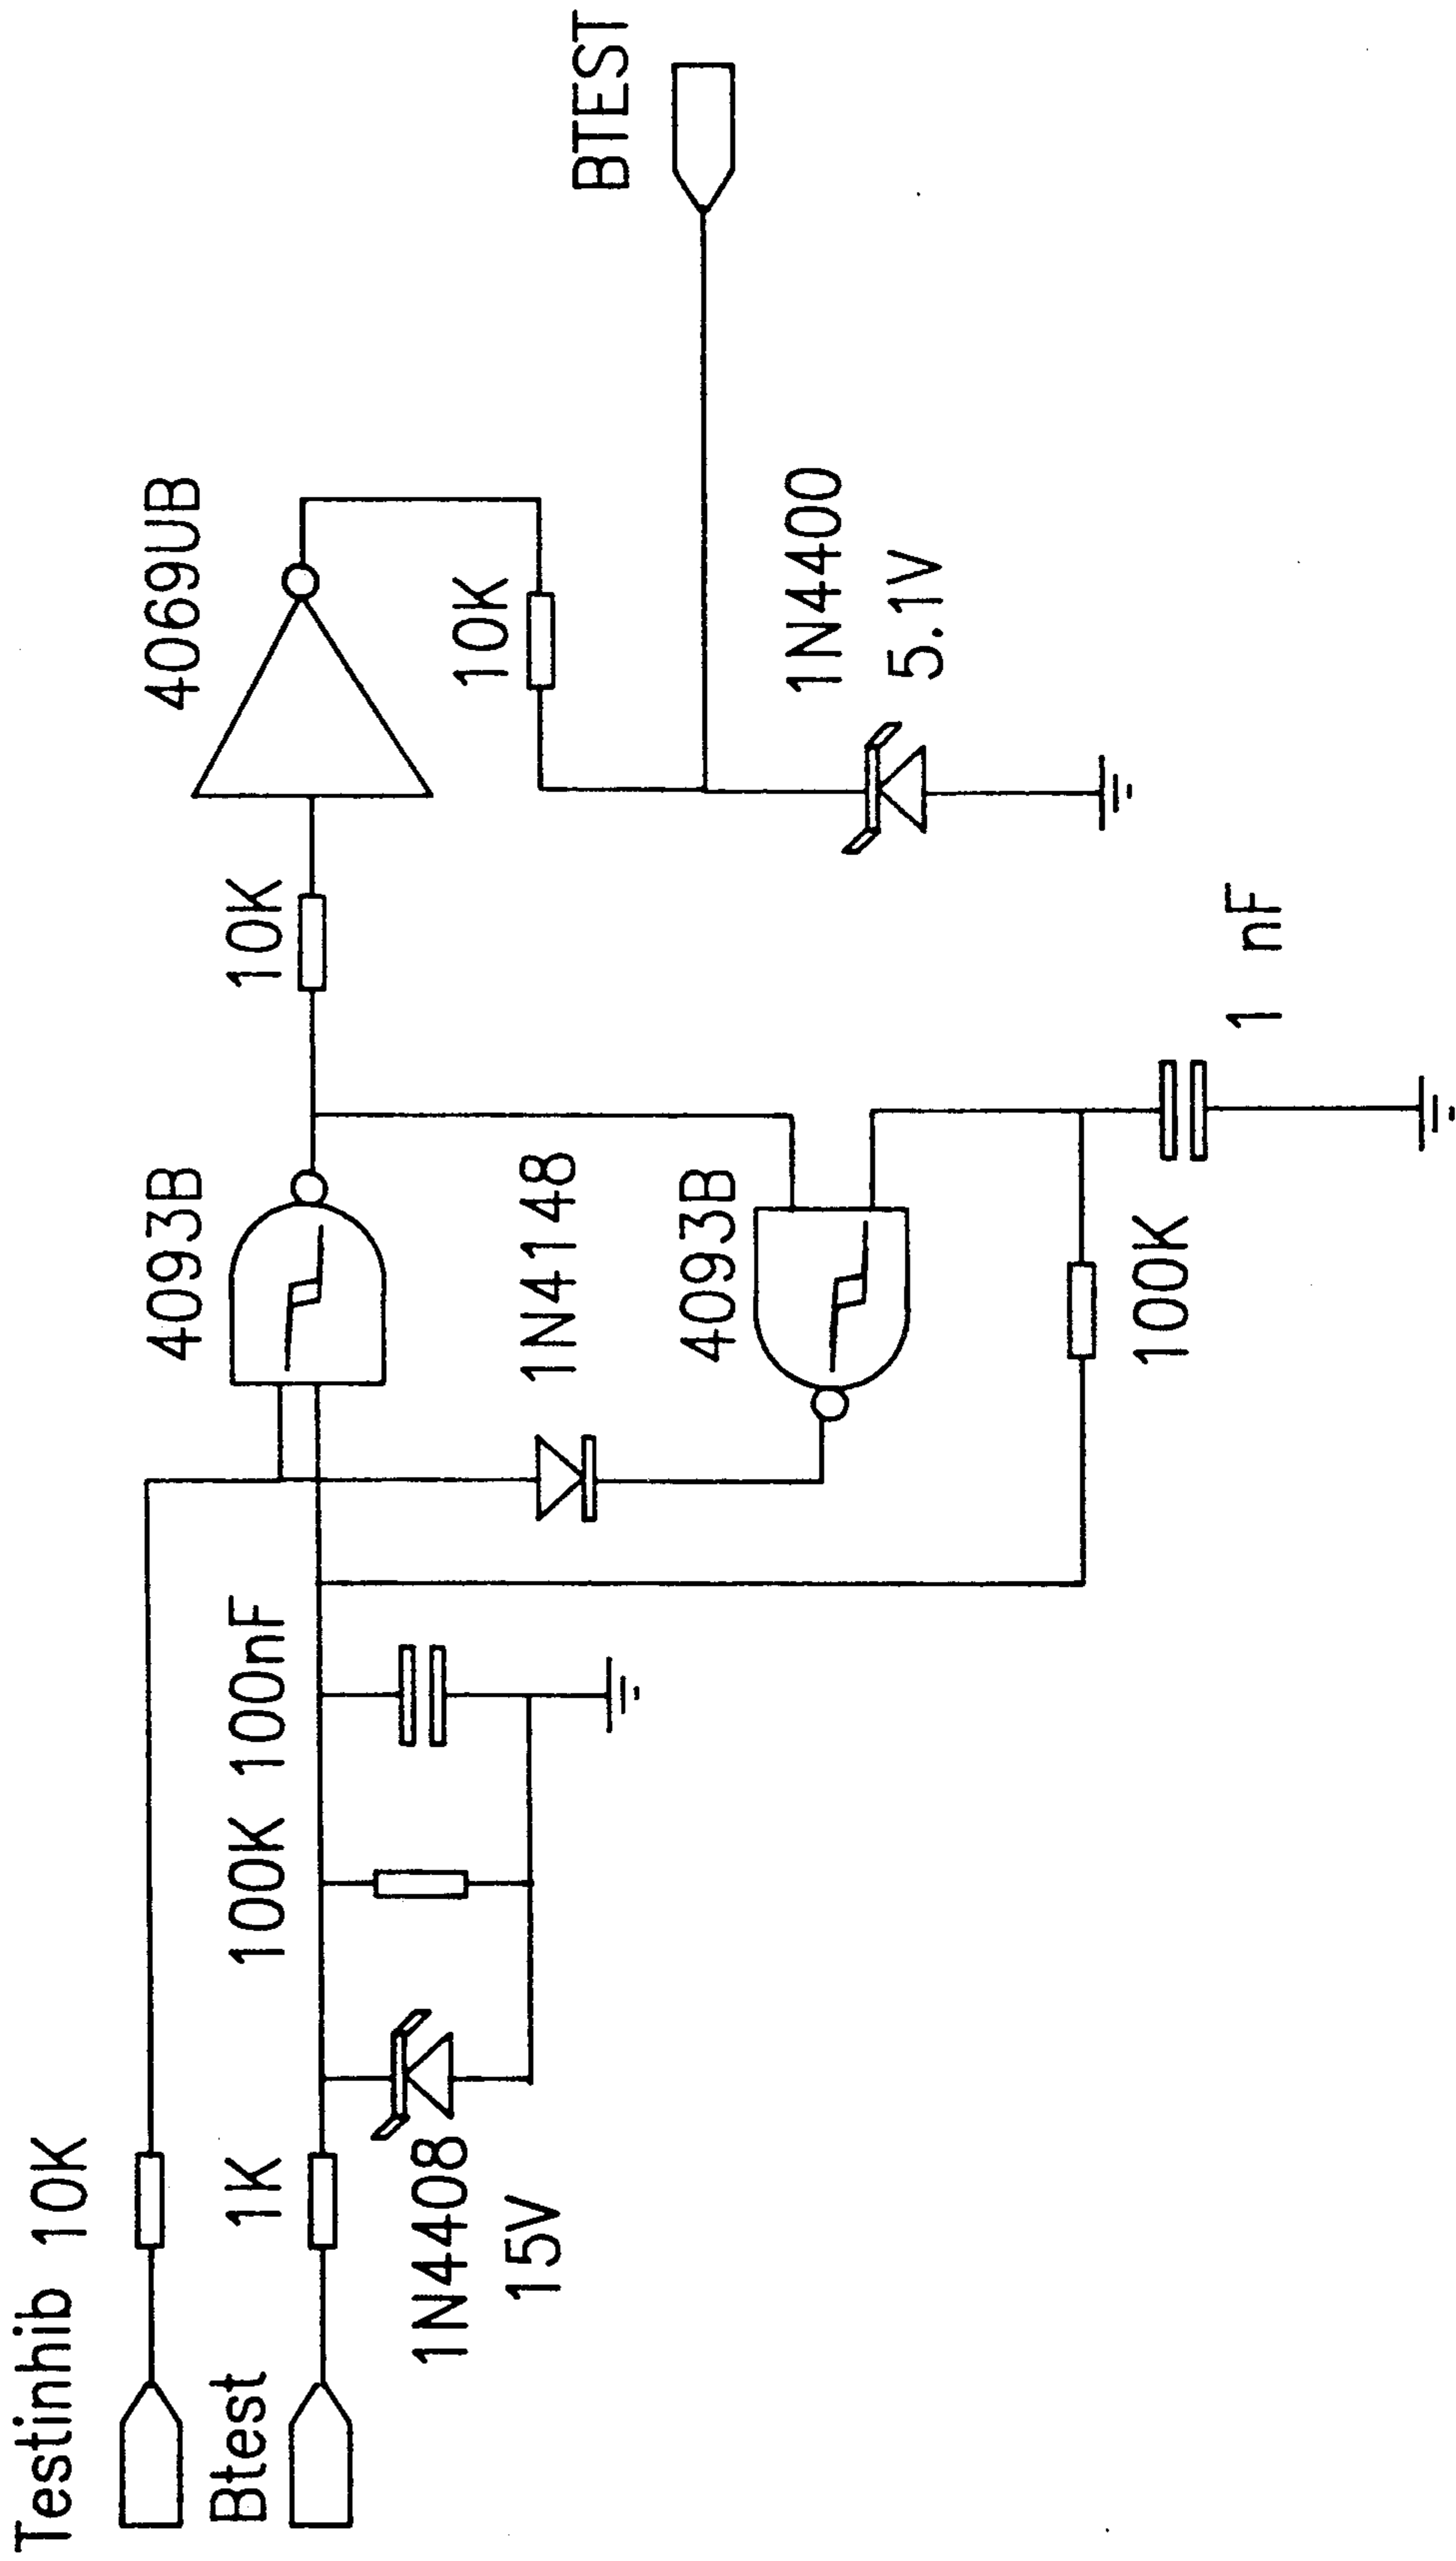 Testinhib 10K
Btest 1K
1N4408
15V
100K 100nF
4093B
1N4148
4093B
100K
1 nF
10K
4069UB
10K
1N4400
5.1V
BTEST